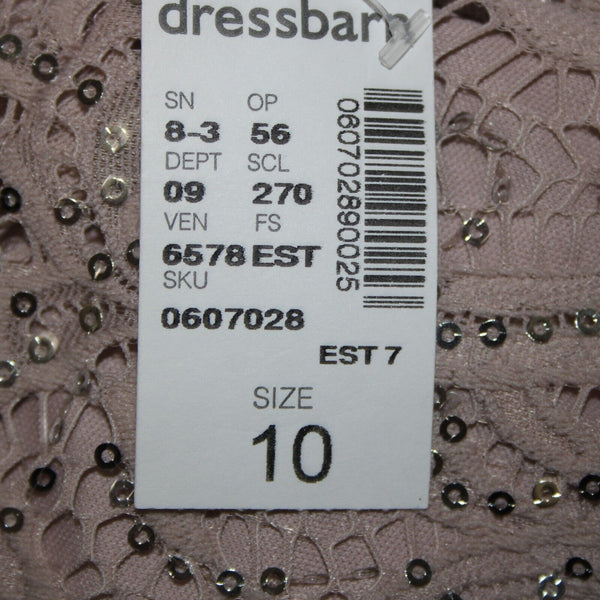 dressbarn
SN OP
8-3 56
DEPT SCL
09 270
VEN FS
6578 EST
SKU
0607028
EST 7
SIZE
10
060702890025